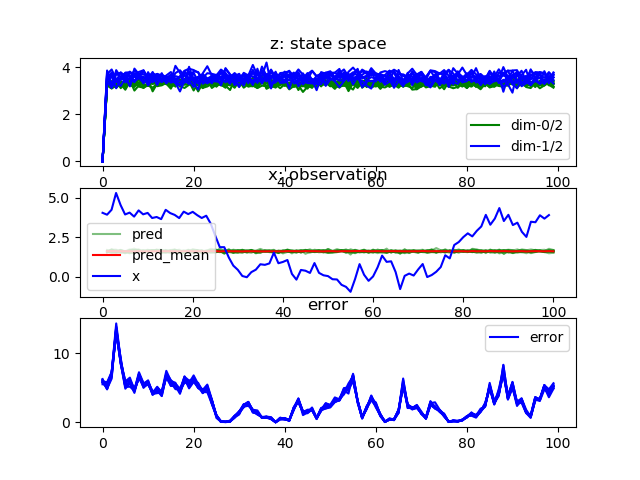 z: state space
4
2
0
dim-0/2
dim-1/2
0 20 40 60 80 100
x: observation
5.0
2.5
0.0
pred
pred_mean
x
0 20 40 60 80 100
error
10
0
error
0 20 40 60 80 100